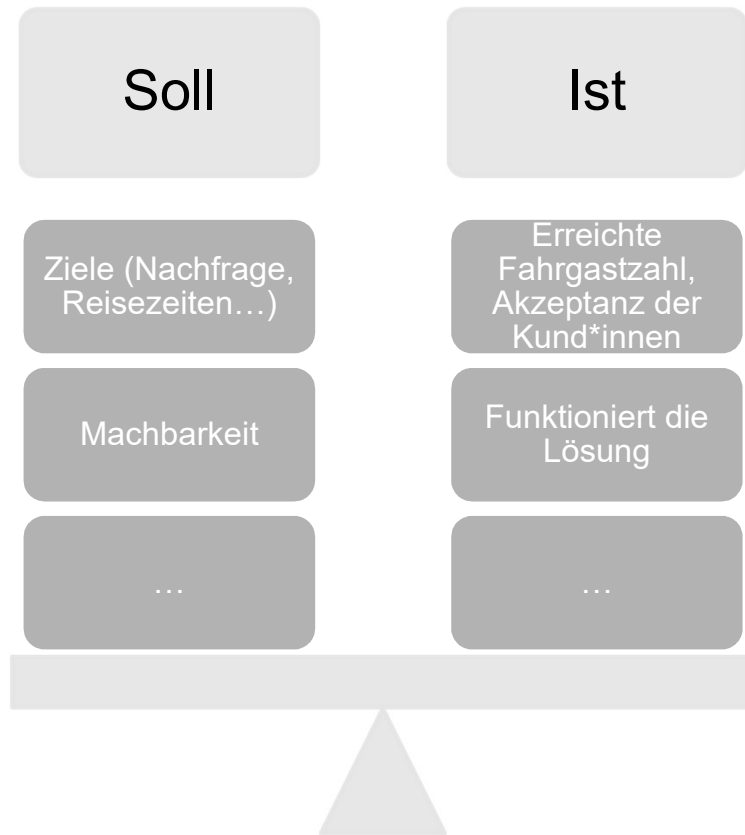 Soll
Ist
Ziele (Nachfrage,
Reisezeiten…)
Erreichte
Fahrgastzahl,
Akzeptanz der
Kund*innen
Machbarkeit
Funktioniert die
Lösung
…
…